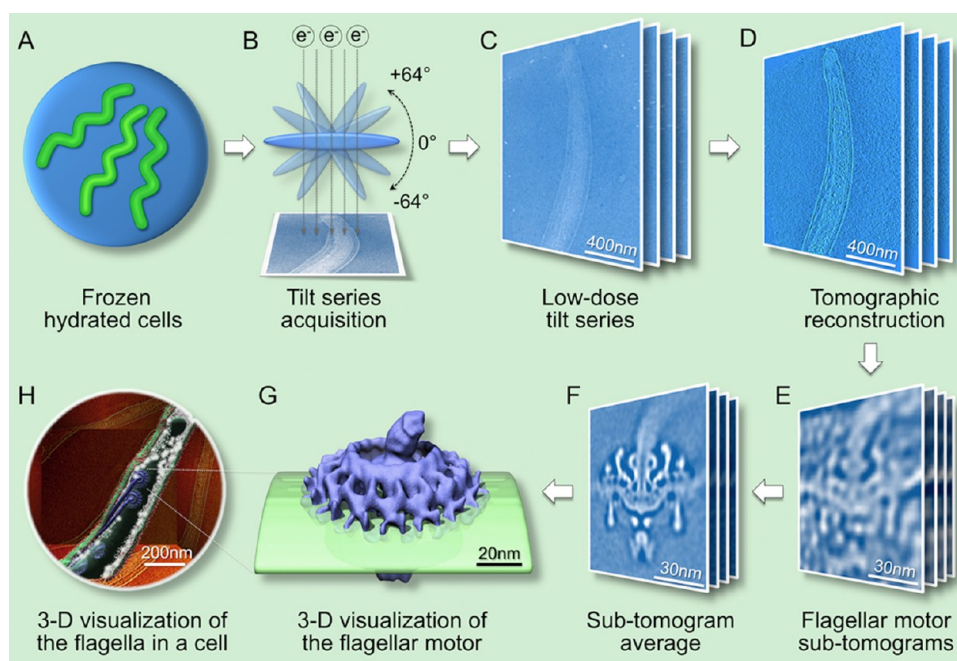 A
B
C
D
e⁻ e⁻ e⁻
+64°
0°
-64°
400nm
400nm
Frozen
hydrated cells
Tilt series
acquisition
Low-dose
tilt series
Tomographic
reconstruction
H
G
F
E
200nm
20nm
30nm
30nm
3-D visualization of
the flagella in a cell
3-D visualization of
the flagellar motor
Sub-tomogram
average
Flagellar motor
sub-tomograms